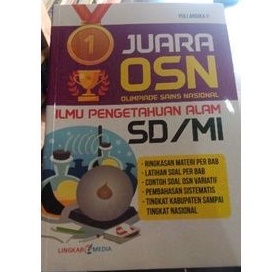 1
JUARA
OSN
OLIMPIADE SAINS NASIONAL
ILMU PENGETAHUAN ALAM
SD/MI
• RINGKASAN MATERI PER BAB
• LATIHAN SOAL PER BAB
• CONTOH SOAL OSN VARIATIF
• PEMBAHASAN SISTEMATIS
• TINGKAT KABUPATEN SAMPAI
TINGKAT NASIONAL
LINGKAR MEDIA